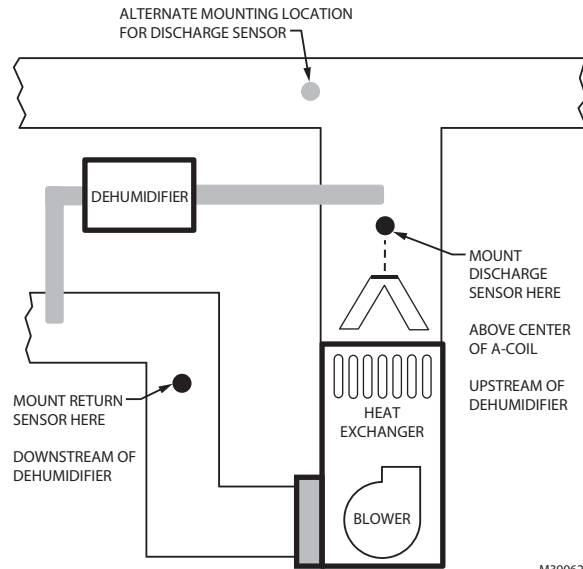 ALTERNATE MOUNTING LOCATION
FOR DISCHARGE SENSOR
DEHUMIDIFIER
MOUNT
DISCHARGE
SENSOR HERE
ABOVE CENTER
OF A-COIL
UPSTREAM OF
DEHUMIDIFIER
MOUNT RETURN
SENSOR HERE
DOWNSTREAM OF
DEHUMIDIFIER
HEAT
EXCHANGER
BLOWER